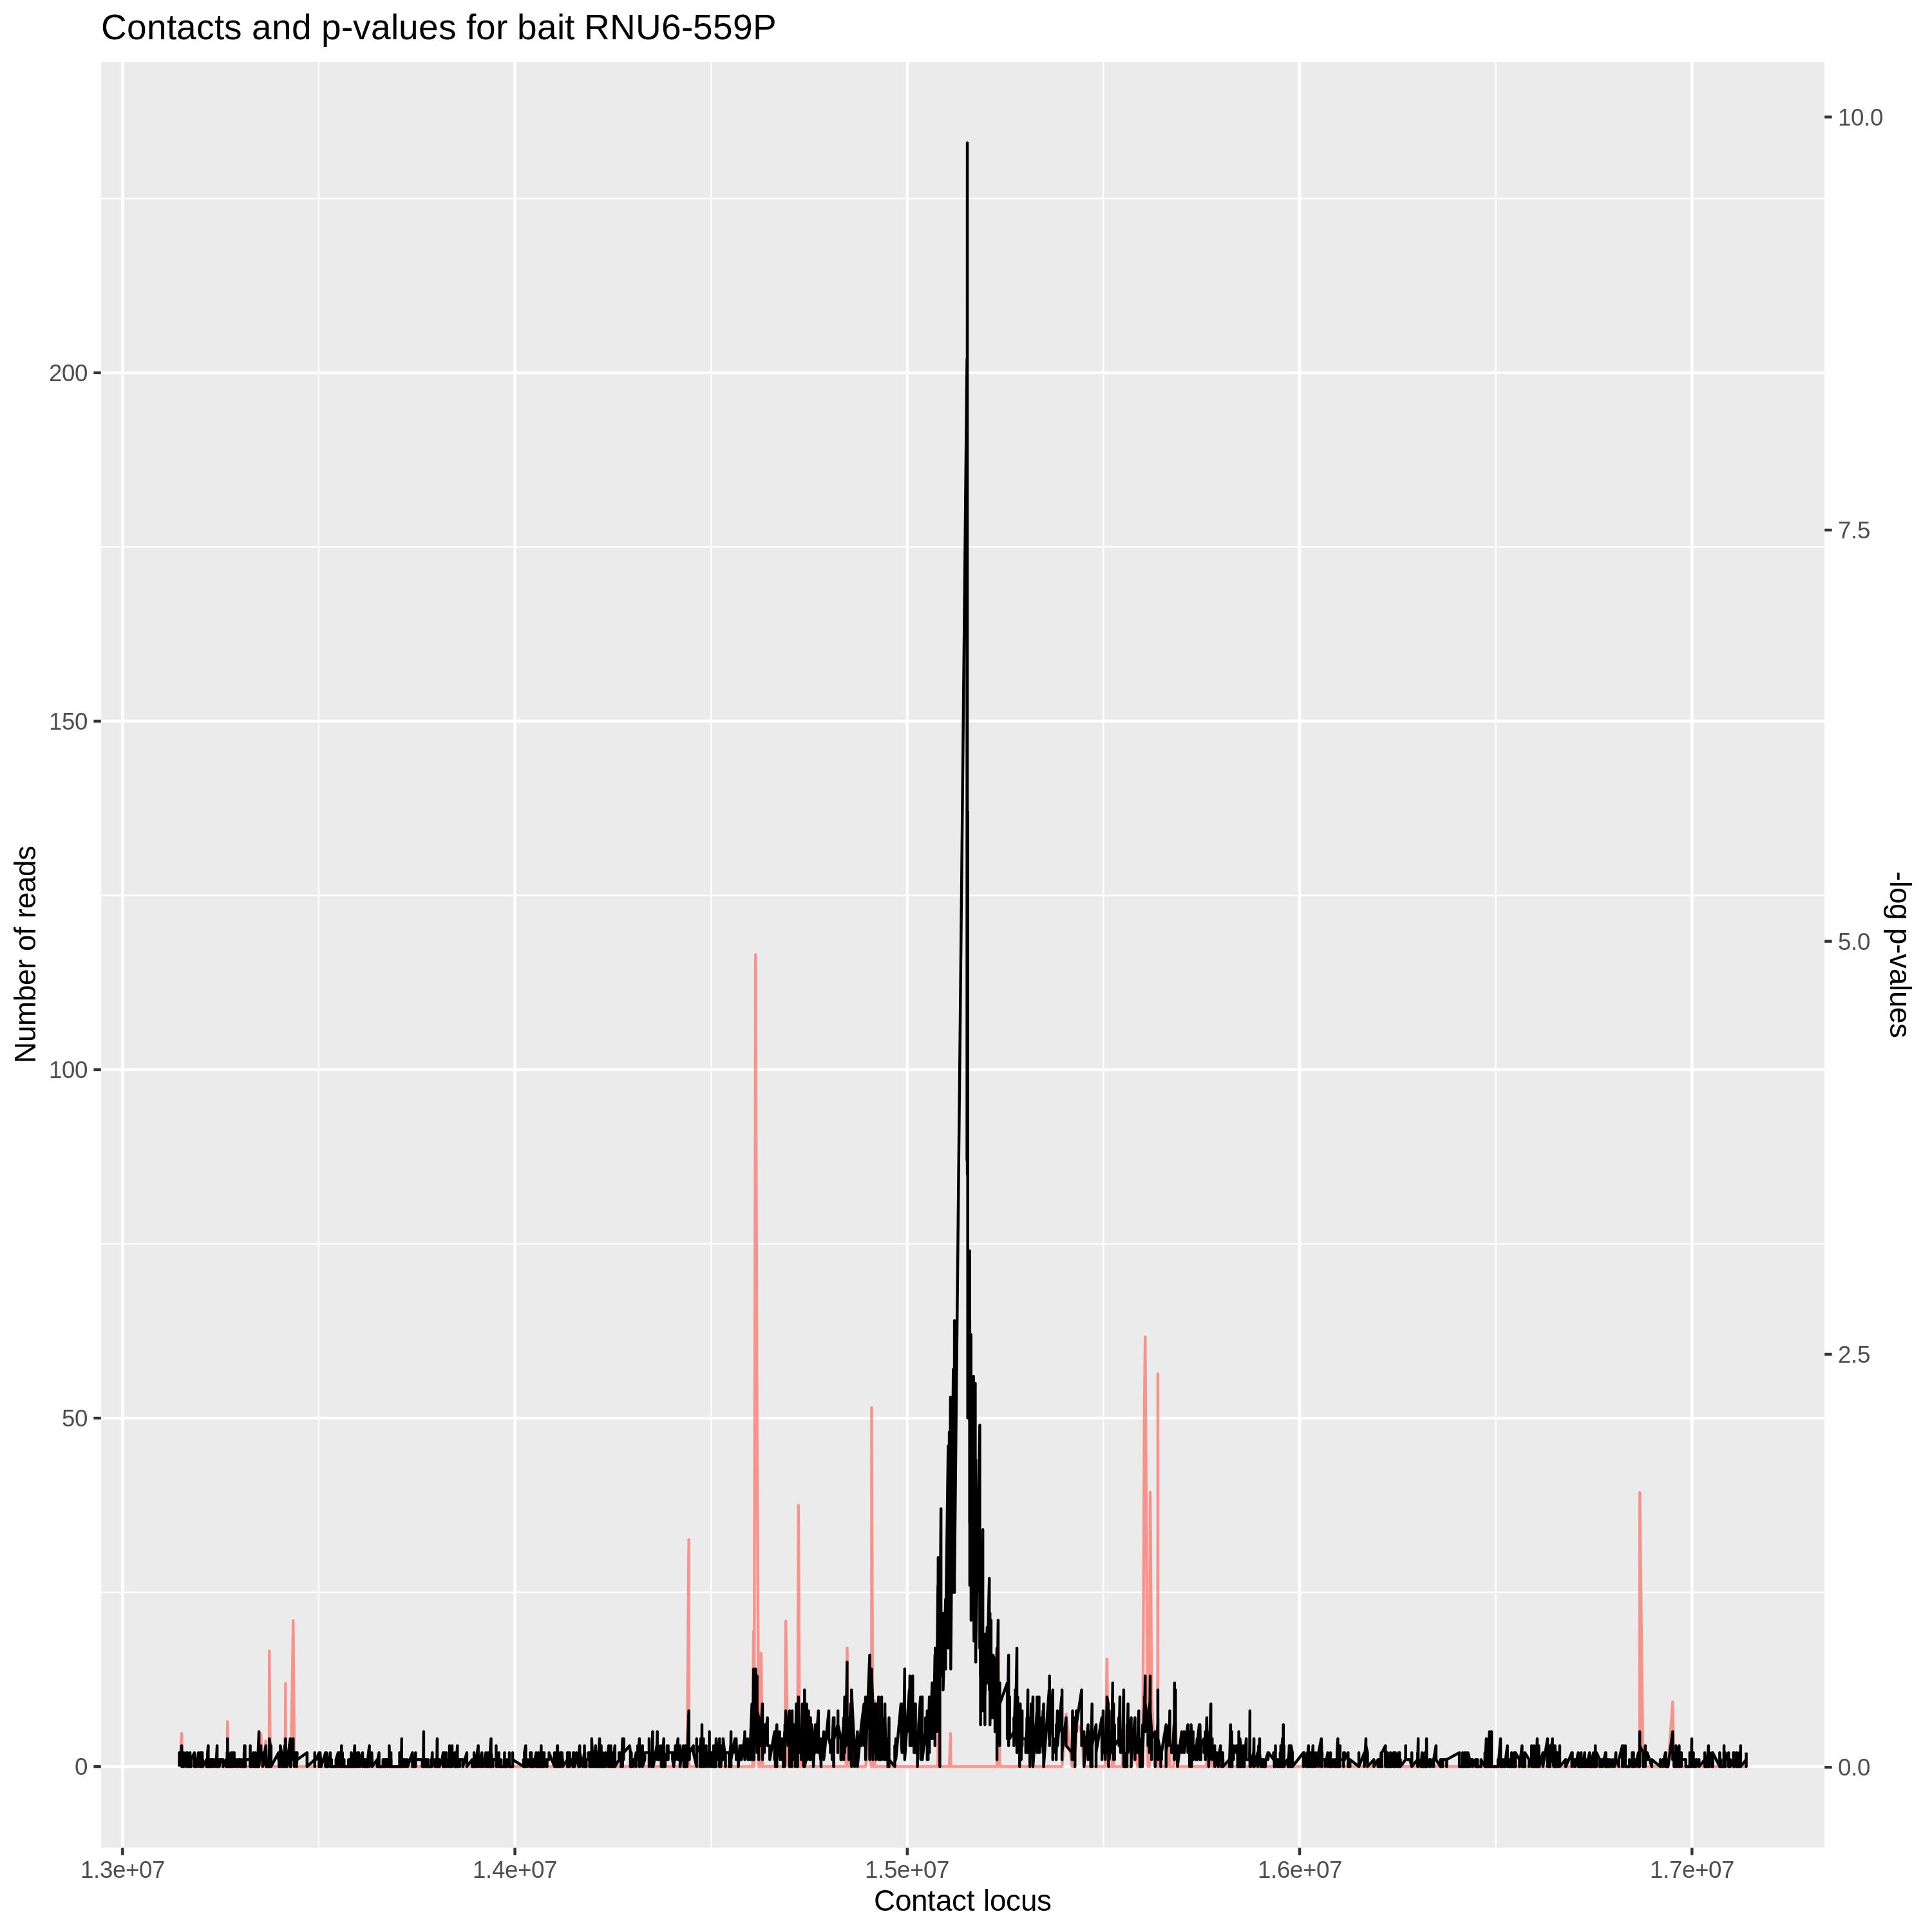 Contacts and p-values for bait RNU6-559P
Number of reads
200
150
100
50
0
10.0
7.5
5.0
2.5
0.0
-log p-values
1.3e+07
1.4e+07
1.5e+07
1.6e+07
1.7e+07
Contact locus